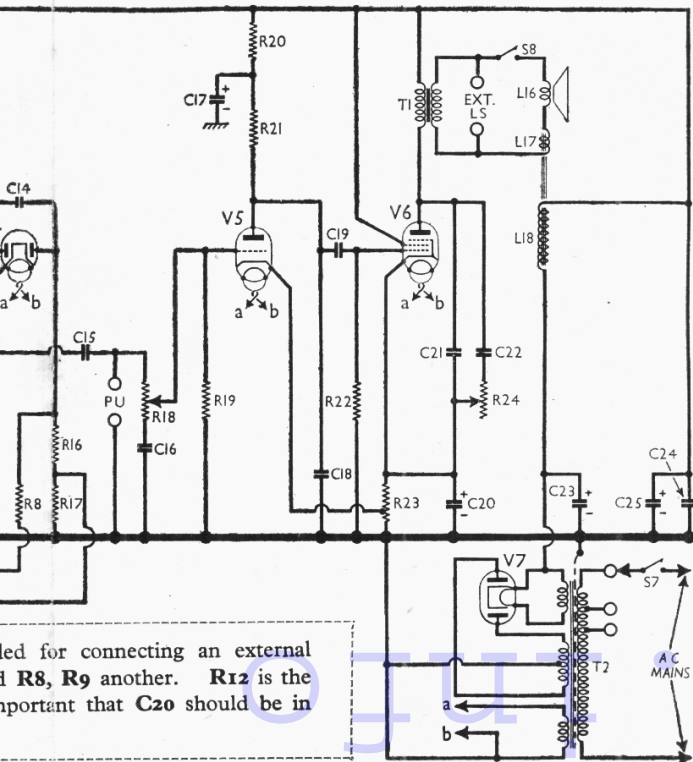 R20
S8
C17
+
-
T1
EXT.
LS
L16
R21
L17
C14
V5
V6
C19
L18
a
b
a
b
a
b
C15
C21
C22
PU
R18
R19
R22
R24
C16
R16
C18
C24
R8
R17
R23
+
-
C20
C23
+
-
C25
+
-
V7
S7
T2
A C
MAINS
a
b
led for connecting an external
d R8, R9 another. R12 is the
nportant that C20 should be in